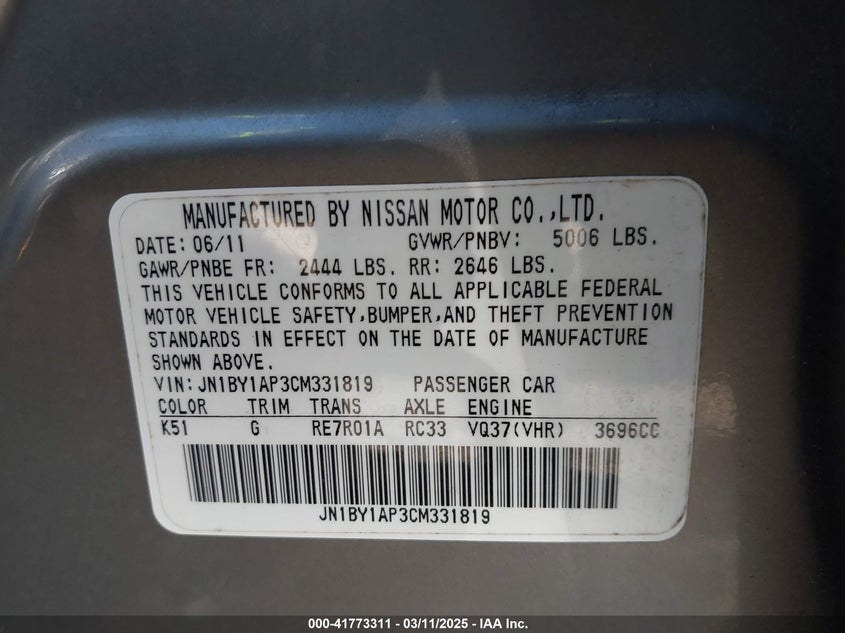 MANUFACTURED BY NISSAN MOTOR CO.,LTD.
DATE: 06/11 GVWR/PNBV: 5006 LBS.
GAWR/PNBE FR: 2444 LBS. RR: 2646 LBS.
THIS VEHICLE CONFORMS TO ALL APPLICABLE FEDERAL
MOTOR VEHICLE SAFETY,BUMPER,AND THEFT PREVENTION
STANDARDS IN EFFECT ON THE DATE OF MANUFACTURE
SHOWN ABOVE.
VIN:JN1BY1AP3CM331819 PASSENGER CAR
COLOR TRIM TRANS AXLE ENGINE
K51 G RE7R01A RC33 VQ37(VHR) 3696CC
JN1BY1AP3CM331819
000-41773311 - 03/11/2025 - IAA Inc.